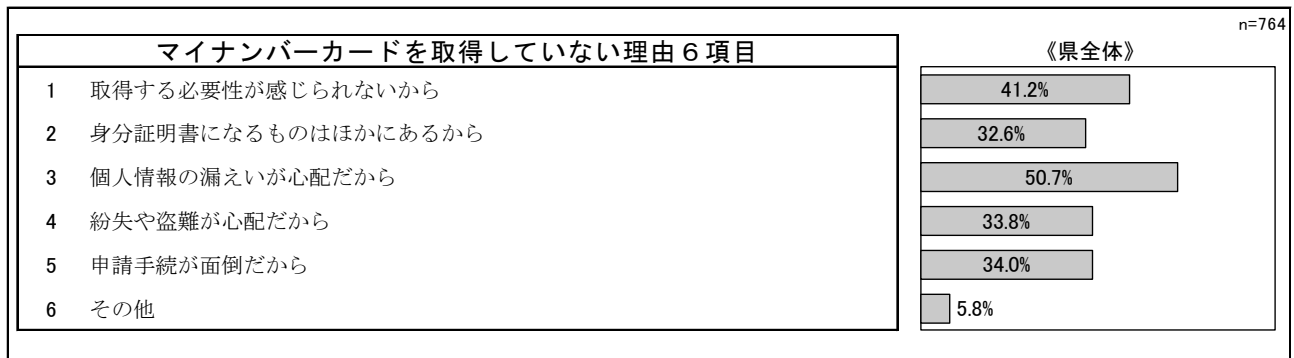 n=764
マイナンバーカードを取得していない理由６項目 《県全体》
1 取得する必要性が感じられないから 41.2%
2 身分証明書になるものはほかにあるから 32.6%
3 個人情報の漏えいが心配だから 50.7%
4 紛失や盗難が心配だから 33.8%
5 申請手続が面倒だから 34.0%
6 その他 5.8%